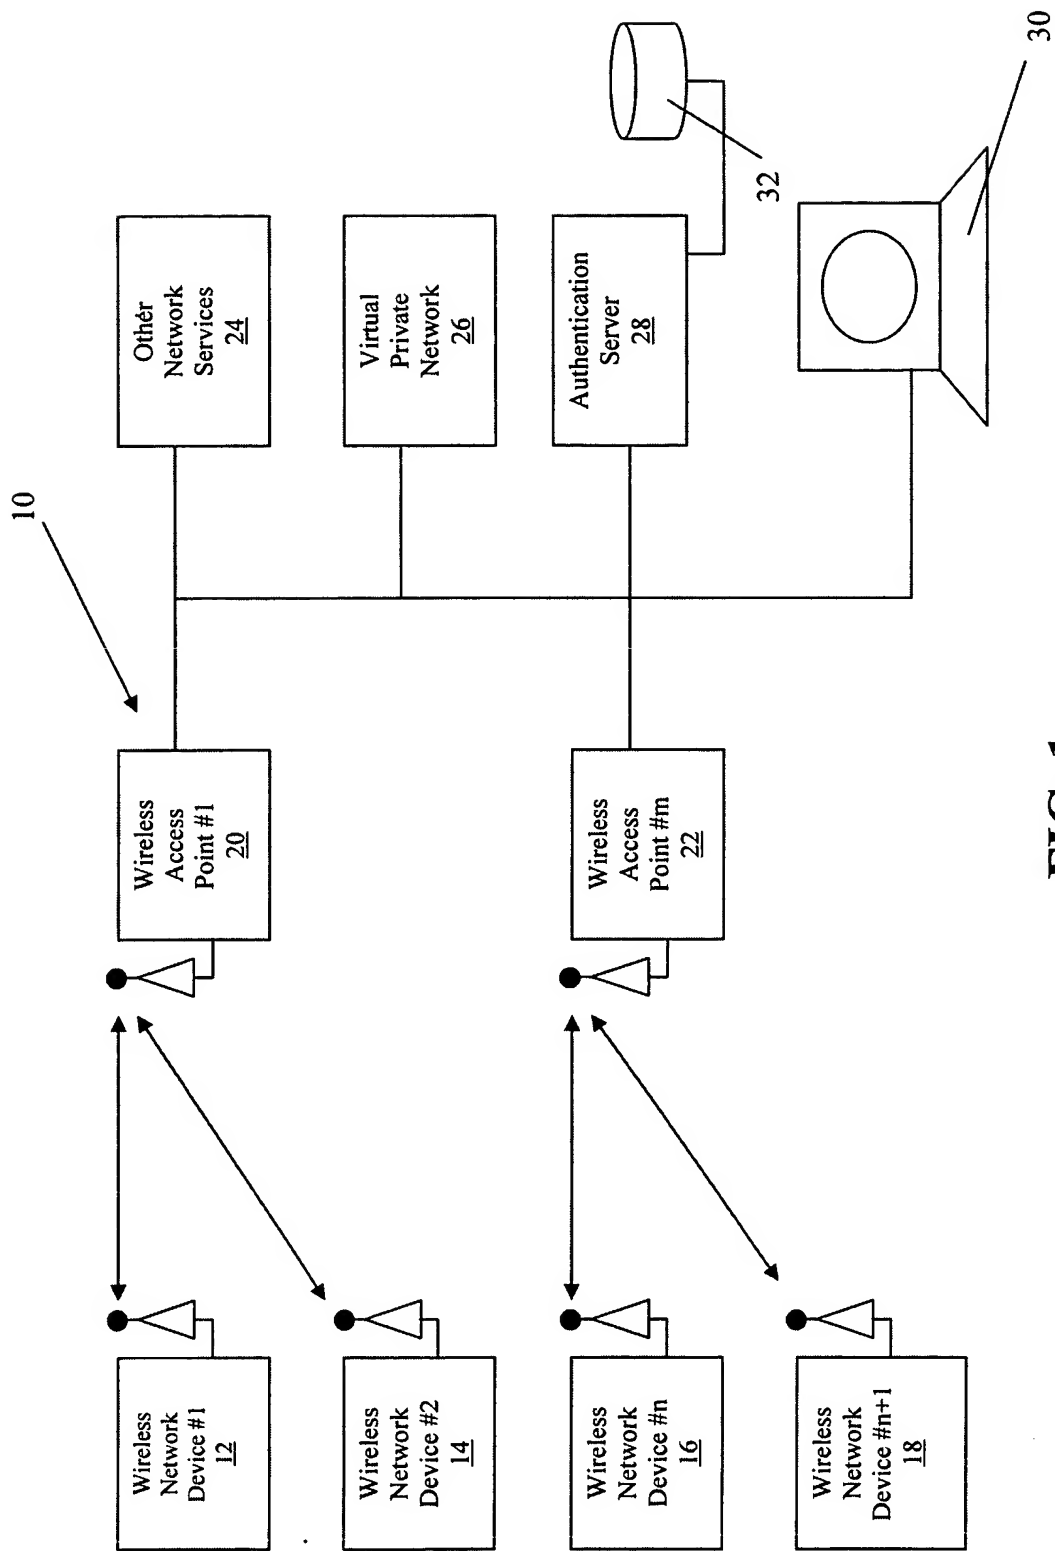 10
Wireless
Network
Device #1
12
Wireless
Access
Point #1
20
Other
Network
Services
24
Wireless
Network
Device #2
14
Virtual
Private
Network
26
Wireless
Network
Device #n
16
Wireless
Access
Point #m
22
Authentication
Server
28
32
Wireless
Network
Device #n+1
18
30
FIG. 1